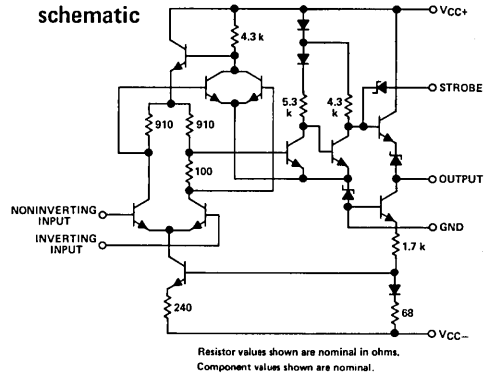 schematic
VCC+
4.3 k
STROBE
5.3
k
4.3
k
910
910
100
OUTPUT
NONINVERTING
INPUT
GND
INVERTING
INPUT
1.7 k
240
68
VCC−
Resistor values shown are nominal in ohms.
Component values shown are nominal.